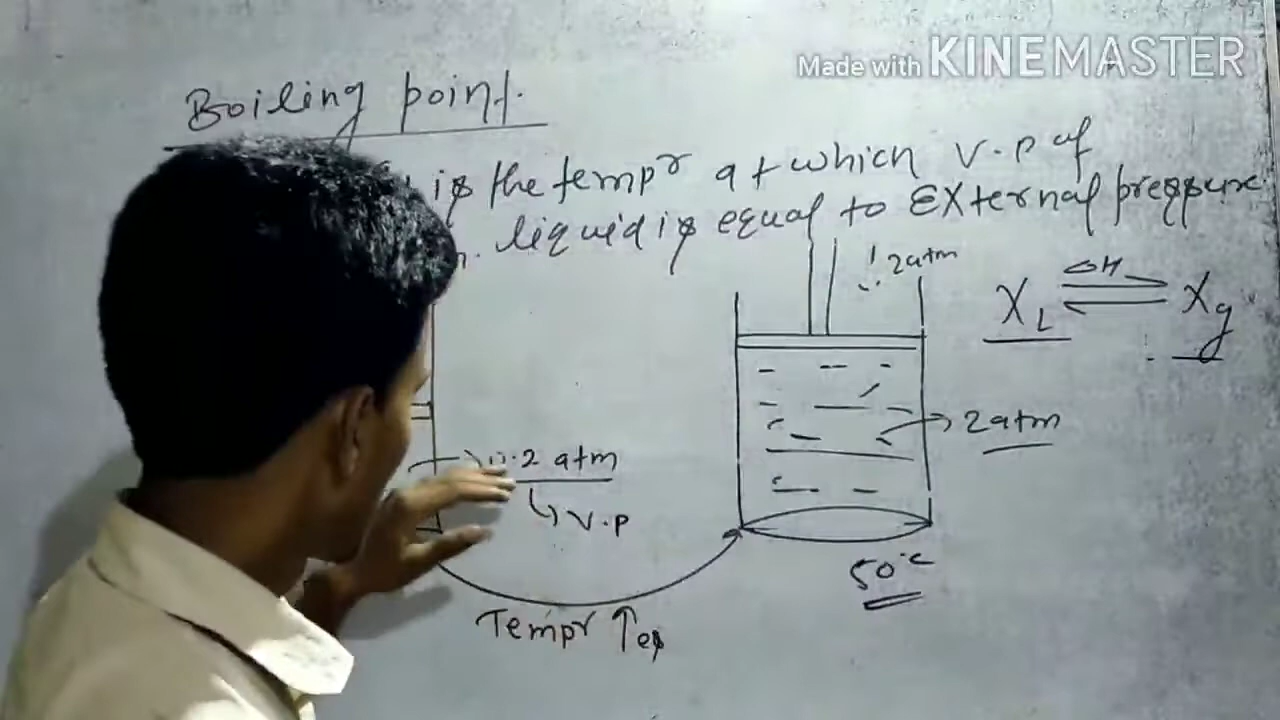 Made with KINEMASTER
Boiling point.
is the tempr at which V.P of
liquid is equal to External pressure
2atm
ΔH
X_L ⇌ X_g
2atm
.2 atm
V.P
50°C
Tempr ↑es